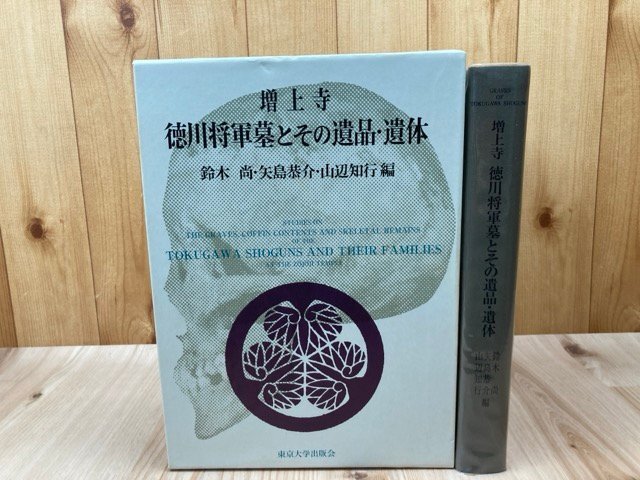 増上寺
徳川将軍墓とその遺品・遺体
鈴木 尚・矢島恭介・山辺知行 編
STUDIES ON
THE GRAVES, COFFIN CONTENTS AND SKELETAL REMAINS
OF THE
TOKUGAWA SHOGUNS AND THEIR FAMILIES
AT THE ZOJOJI TEMPLE
東京大学出版会
GRAVES
OF
TOKUGAWA SHOGUNS
増上寺 徳川将軍墓とその遺品・遺体
鈴木 尚
矢島恭介 編
山辺知行